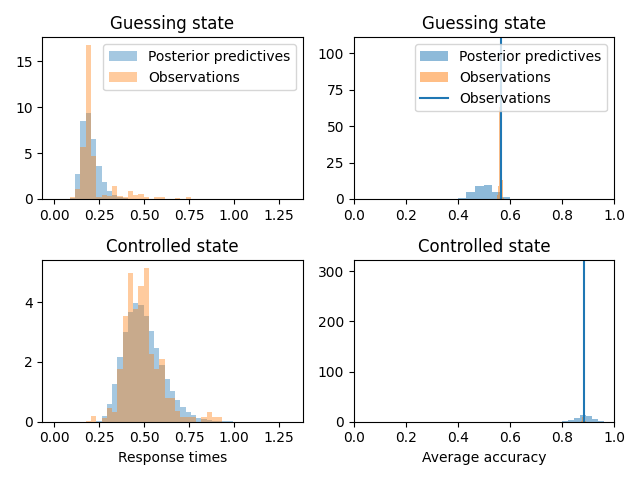 Guessing state
15
10
5
0
0.00 0.25 0.50 0.75 1.00 1.25
Posterior predictives
Observations
Guessing state
100
75
50
25
0
0.0 0.2 0.4 0.6 0.8 1.0
Posterior predictives
Observations
Observations
Controlled state
4
2
0
0.00 0.25 0.50 0.75 1.00 1.25
Response times
Controlled state
300
200
100
0
0.0 0.2 0.4 0.6 0.8 1.0
Average accuracy